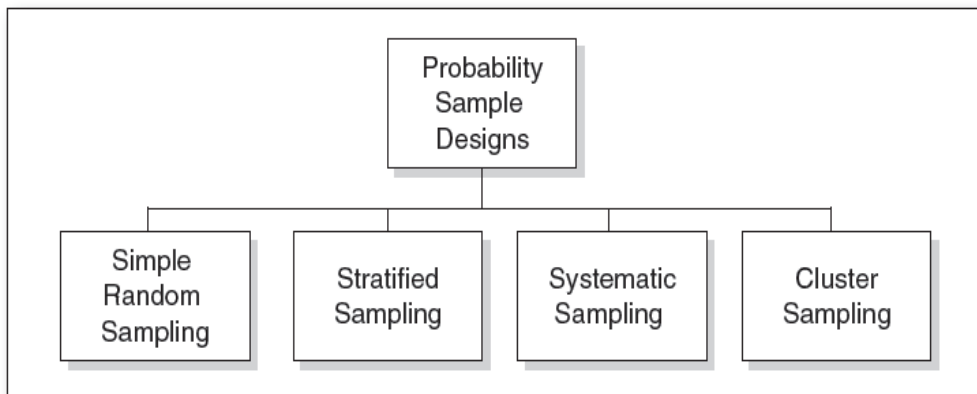 Probability
Sample
Designs
Simple
Random
Sampling
Stratified
Sampling
Systematic
Sampling
Cluster
Sampling